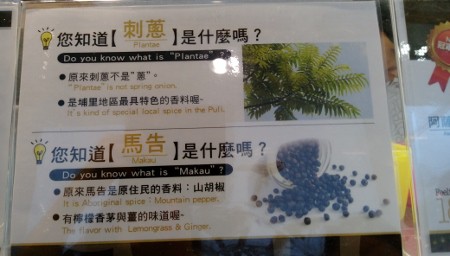 您知道【刺蔥】是什麼嗎？
Plantae
Do you know what is "Plantae"?
●原來刺蔥不是"蔥"。
"Plantae" is not spring onion.
●是埔里地區最具特色的香料喔~
It's kind of special local spice in the Puli.
您知道【馬告】是什麼嗎？
Makau
Do you know what is "Makau"?
●原來馬告是原住民的香料：山胡椒
It is Aboriginal spice：Mountain pepper.
●有檸檬香茅與薑的味道喔~
The flavor with Lemongrass & Ginger.